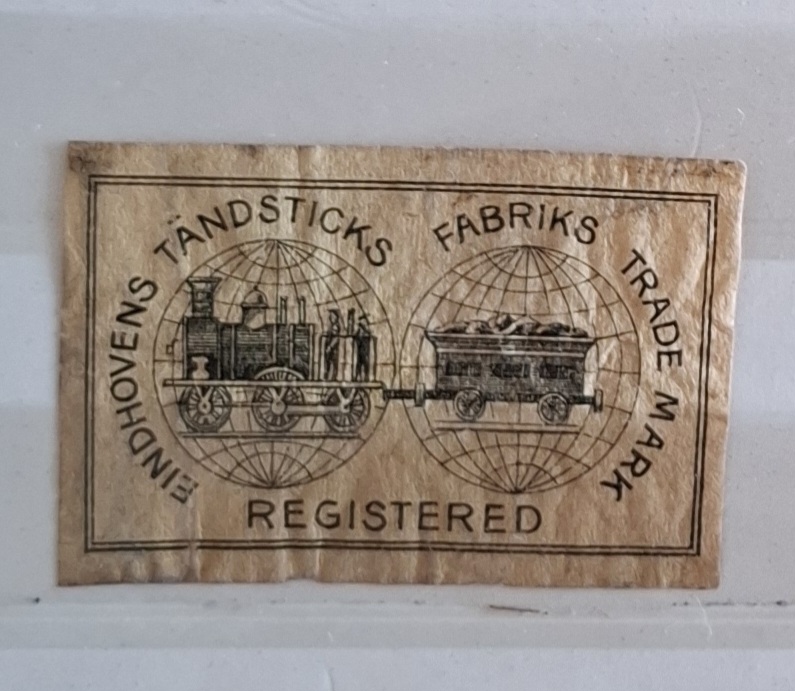 EINDHOVENS TÄNDSTICKS FABRIKS TRADE MARK
REGISTERED